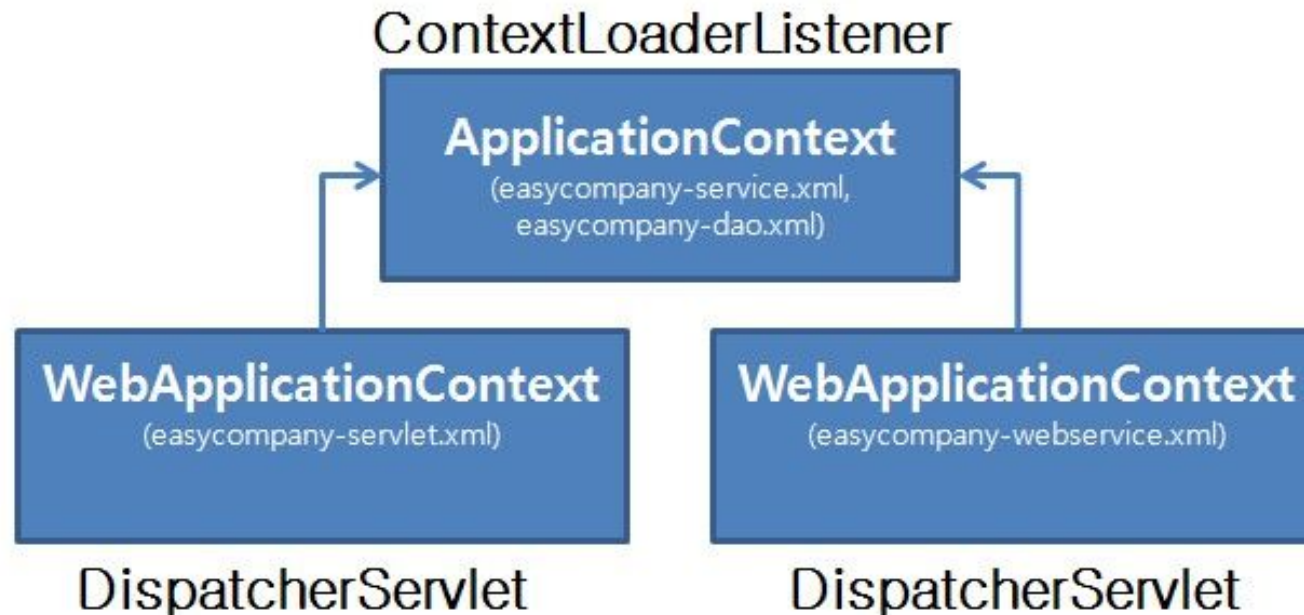 ContextLoaderListener
ApplicationContext
(easycompany-service.xml,
easycompany-dao.xml)
WebApplicationContext
(easycompany-servlet.xml)
DispatcherServlet
WebApplicationContext
(easycompany-webservice.xml)
DispatcherServlet